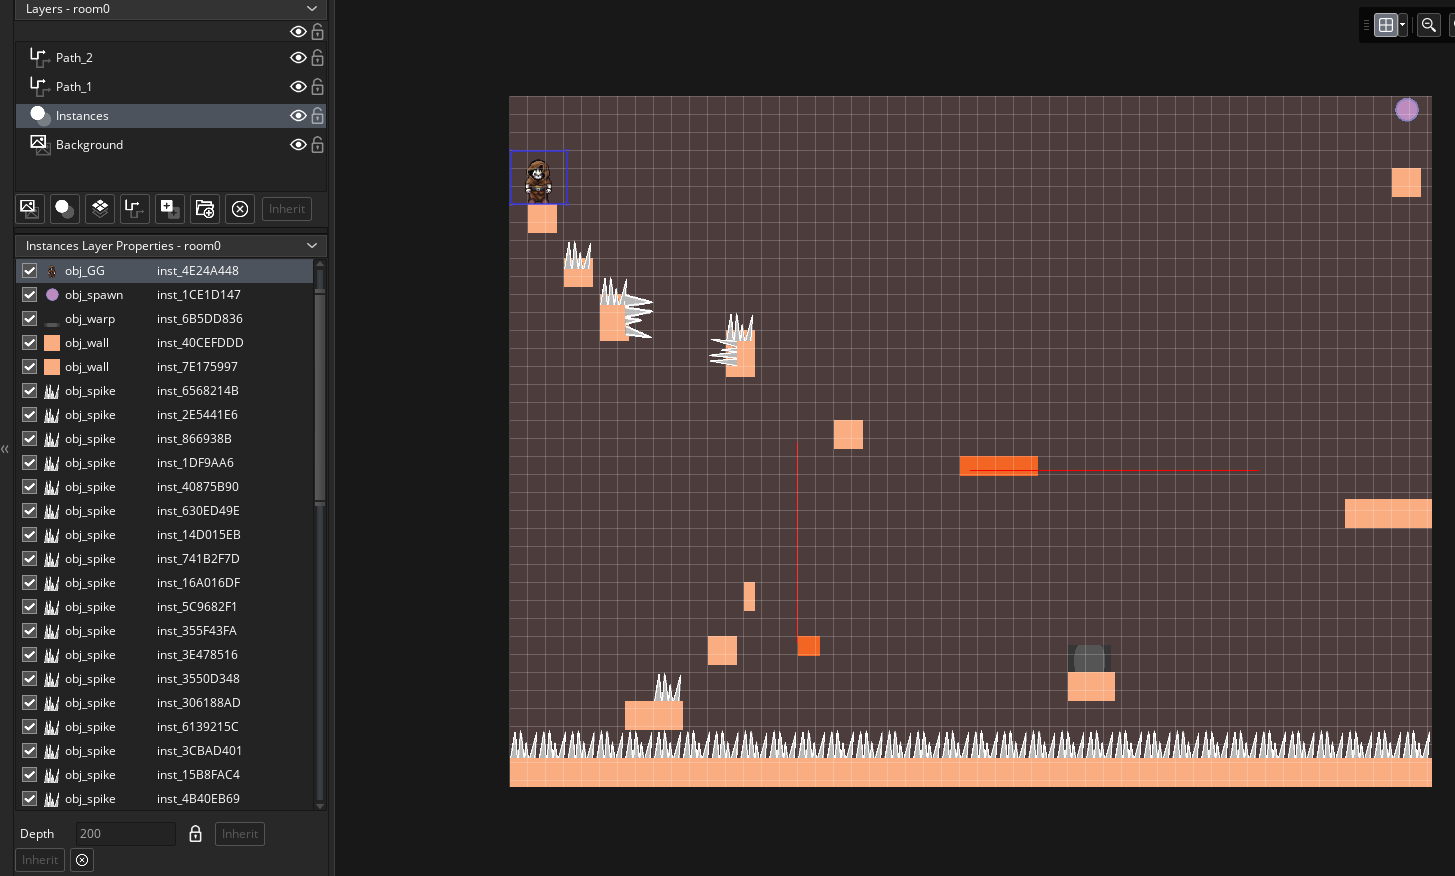 Layers - room0
Path_2
Path_1
Instances
Background
Inherit
Instances Layer Properties - room0
obj_GG inst_4E24A448
obj_spawn inst_1CE1D147
obj_warp inst_6B5DD836
obj_wall inst_40CEFDDD
obj_wall inst_7E175997
obj_spike inst_6568214B
obj_spike inst_2E5441E6
obj_spike inst_866938B
obj_spike inst_1DF9AA6
obj_spike inst_40875B90
obj_spike inst_630ED49E
obj_spike inst_14D015EB
obj_spike inst_741B2F7D
obj_spike inst_16A016DF
obj_spike inst_5C9682F1
obj_spike inst_355F43FA
obj_spike inst_3E478516
obj_spike inst_3550D348
obj_spike inst_306188AD
obj_spike inst_6139215C
obj_spike inst_3CBAD401
obj_spike inst_15B8FAC4
obj_spike inst_4B40EB69
Depth 200 Inherit
Inherit